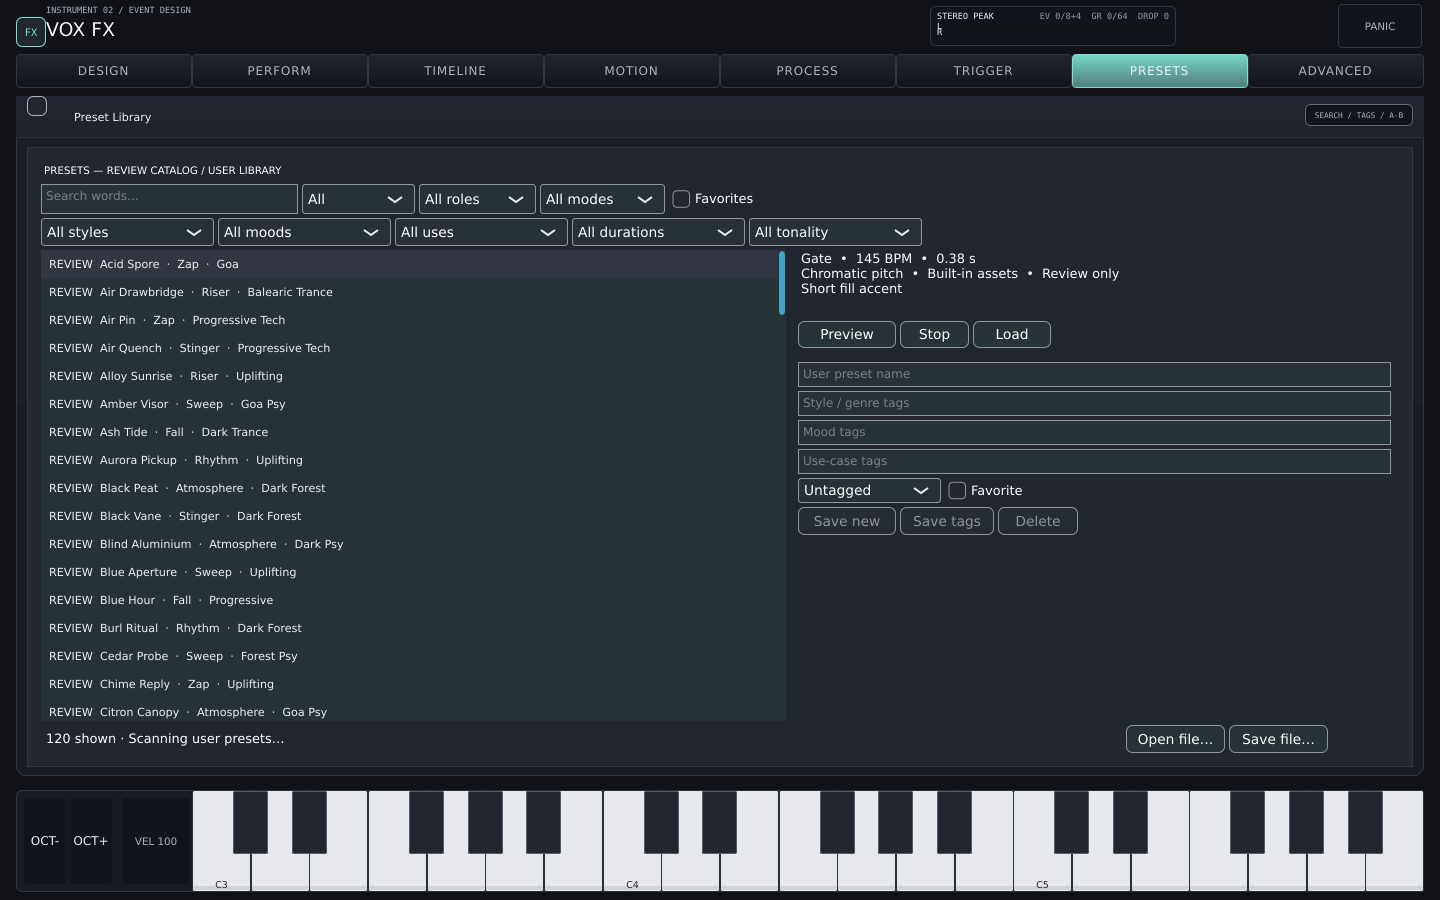 INSTRUMENT 02 / EVENT DESIGN
FX VOX FX
STEREO PEAK EV 0/8+4 GR 0/64 DROP 0
L
R
PANIC
DESIGN PERFORM TIMELINE MOTION PROCESS TRIGGER PRESETS ADVANCED
Preset Library
SEARCH / TAGS / A-B
PRESETS — REVIEW CATALOG / USER LIBRARY
Search words... All All roles All modes Favorites
All styles All moods All uses All durations All tonality
REVIEW Acid Spore · Zap · Goa
REVIEW Air Drawbridge · Riser · Balearic Trance
REVIEW Air Pin · Zap · Progressive Tech
REVIEW Air Quench · Stinger · Progressive Tech
REVIEW Alloy Sunrise · Riser · Uplifting
REVIEW Amber Visor · Sweep · Goa Psy
REVIEW Ash Tide · Fall · Dark Trance
REVIEW Aurora Pickup · Rhythm · Uplifting
REVIEW Black Peat · Atmosphere · Dark Forest
REVIEW Black Vane · Stinger · Dark Forest
REVIEW Blind Aluminium · Atmosphere · Dark Psy
REVIEW Blue Aperture · Sweep · Uplifting
REVIEW Blue Hour · Fall · Progressive
REVIEW Burl Ritual · Rhythm · Dark Forest
REVIEW Cedar Probe · Sweep · Forest Psy
REVIEW Chime Reply · Zap · Uplifting
REVIEW Citron Canopy · Atmosphere · Goa Psy
Gate • 145 BPM • 0.38 s
Chromatic pitch • Built-in assets • Review only
Short fill accent
Preview Stop Load
User preset name
Style / genre tags
Mood tags
Use-case tags
Untagged Favorite
Save new Save tags Delete
120 shown · Scanning user presets...
Open file... Save file...
OCT- OCT+ VEL 100
C3 C4 C5